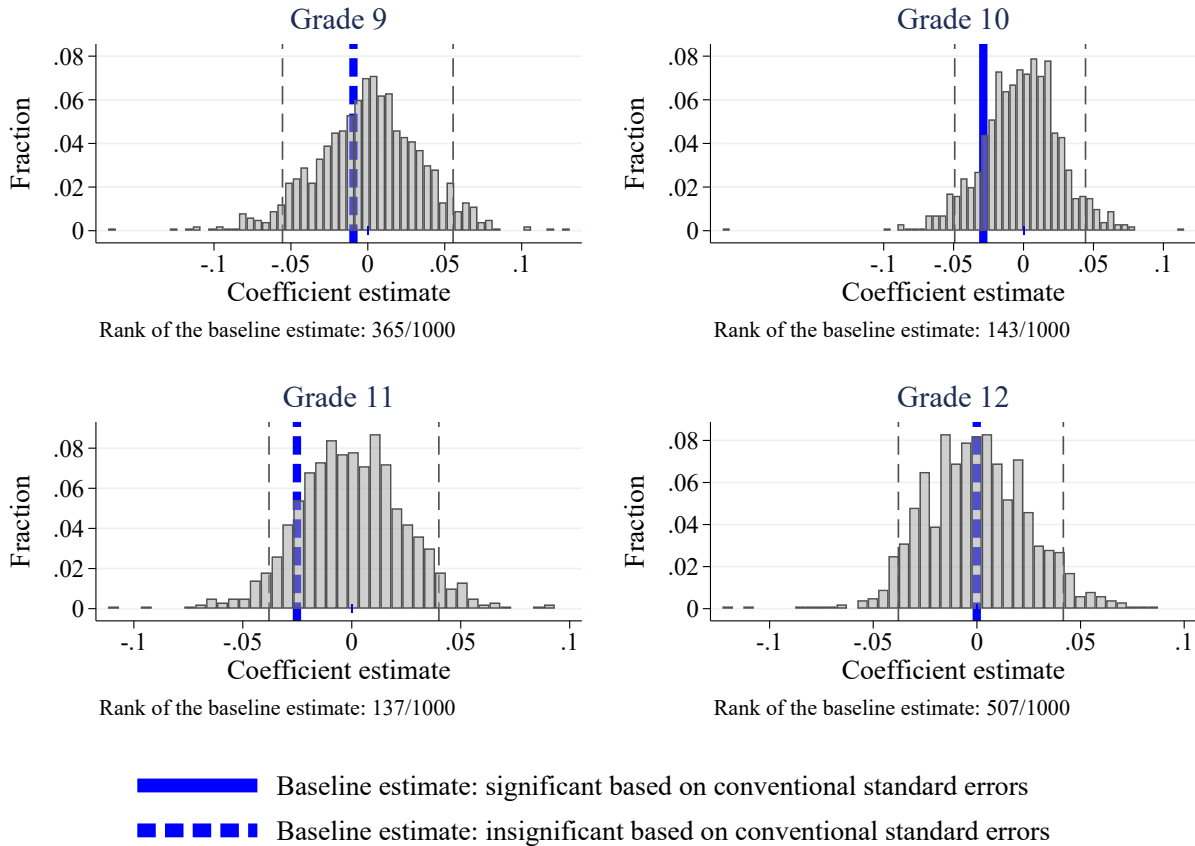 Grade 9
Grade 10
.08
.06
.04
.02
0
Fraction
-.1 -.05 0 .05 .1
Coefficient estimate
Rank of the baseline estimate: 365/1000
.08
.06
.04
.02
0
Fraction
-.1 -.05 0 .05 .1
Coefficient estimate
Rank of the baseline estimate: 143/1000
Grade 11
Grade 12
.08
.06
.04
.02
0
Fraction
-.1 -.05 0 .05 .1
Coefficient estimate
Rank of the baseline estimate: 137/1000
.08
.06
.04
.02
0
Fraction
-.1 -.05 0 .05 .1
Coefficient estimate
Rank of the baseline estimate: 507/1000
Baseline estimate: significant based on conventional standard errors
Baseline estimate: insignificant based on conventional standard errors